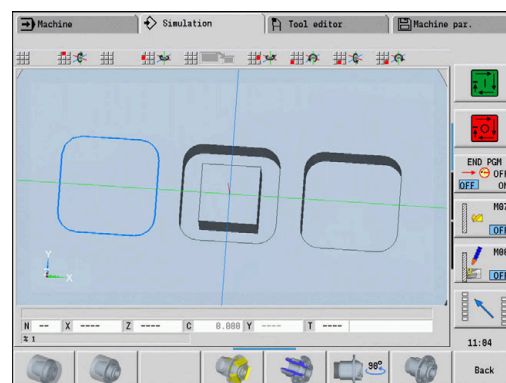 Machine
Simulation
Tool editor
Machine par.
END PGM
OFF
OFF ON
M07
OFF
M08
OFF
Y
X
N -- X ---- Z ---- C 0.000 Y ---- T ----
% 1
11:04
90°
Back